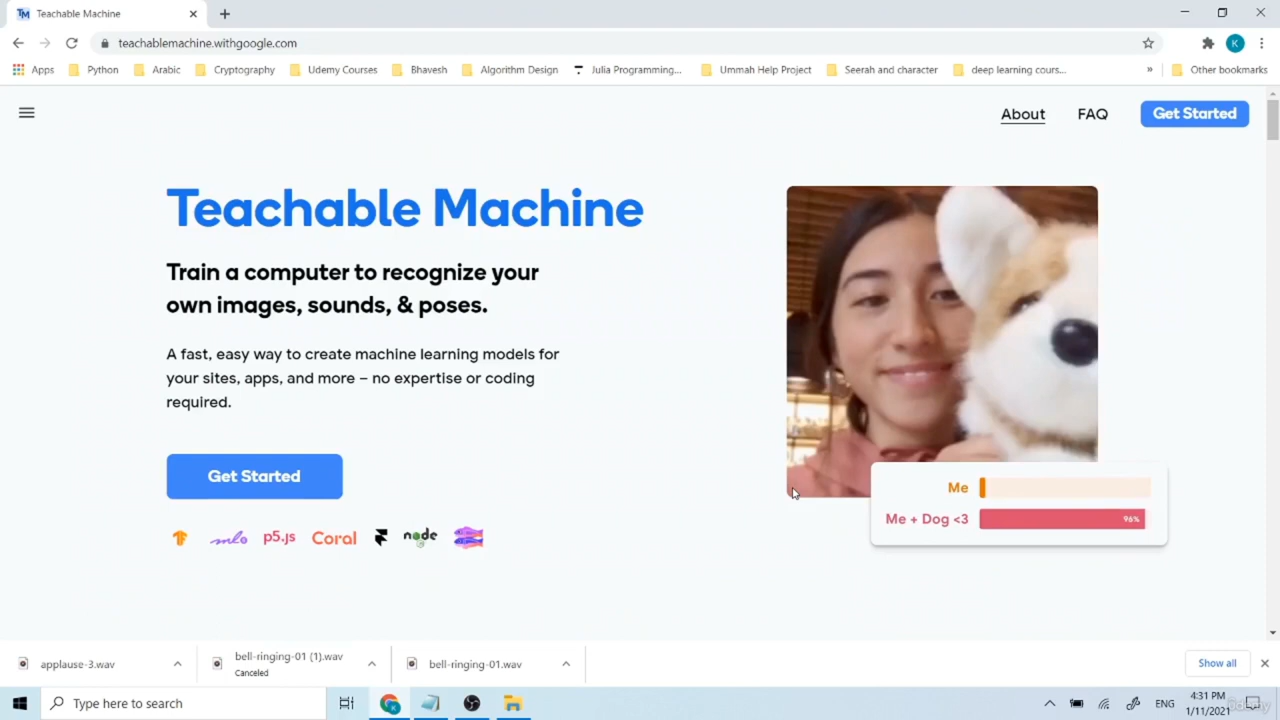 Teachable Machine
teachablemachine.withgoogle.com
K
Apps Python Arabic Cryptography Udemy Courses Bhavesh Algorithm Design Julia Programming... Ummah Help Project Seerah and character deep learning cours... » Other bookmarks
About FAQ Get Started
Teachable Machine
Train a computer to recognize your
own images, sounds, & poses.
A fast, easy way to create machine learning models for
your sites, apps, and more – no expertise or coding
required.
Get Started
Me
Me + Dog <3 96%
mlo p5.js Coral node
applause-3.wav
bell-ringing-01 (1).wav
Canceled
bell-ringing-01.wav
Show all
Type here to search
ENG
4:31 PM
1/11/2021
Udemy